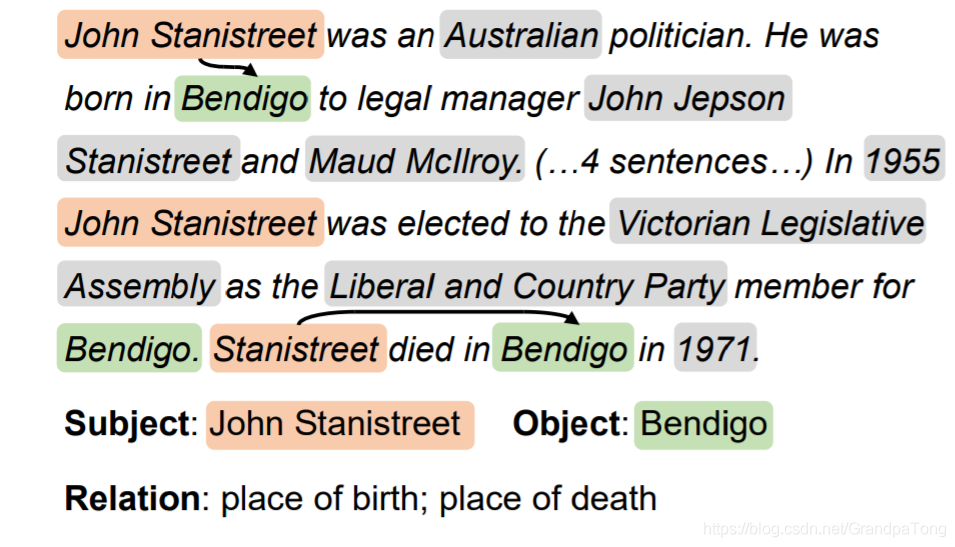 John Stanistreet was an Australian politician. He was
born in Bendigo to legal manager John Jepson
Stanistreet and Maud McIlroy. (…4 sentences…) In 1955
John Stanistreet was elected to the Victorian Legislative
Assembly as the Liberal and Country Party member for
Bendigo. Stanistreet died in Bendigo in 1971.
Subject: John Stanistreet Object: Bendigo
Relation: place of birth; place of death
https://blog.csdn.net/GrandpaTong